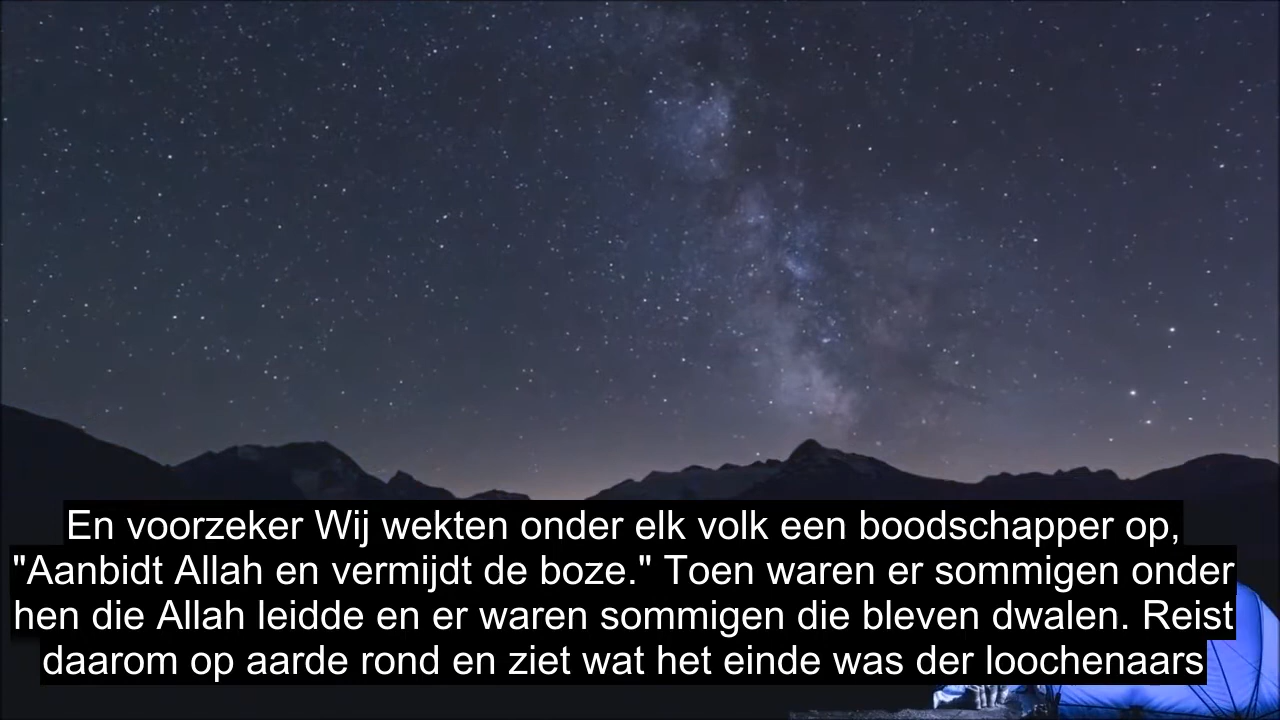 En voorzeker Wij wekten onder elk volk een boodschapper op,
"Aanbidt Allah en vermijdt de boze." Toen waren er sommigen onder
hen die Allah leidde en er waren sommigen die bleven dwalen. Reist
daarom op aarde rond en ziet wat het einde was der loochenaars